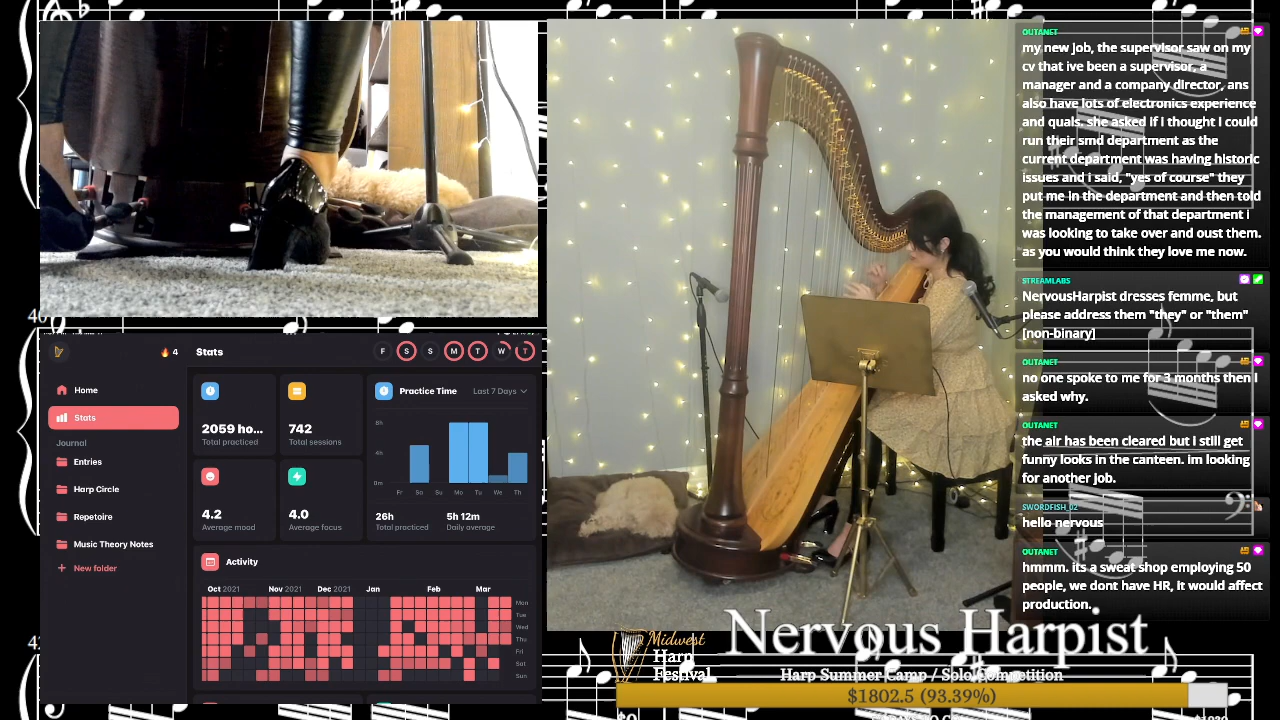 🔥 4
Stats
F S S M T W T
Home
Stats
Journal
Entries
Harp Circle
Repetoire
Music Theory Notes
+ New folder
2059 ho...
Total practiced
742
Total sessions
4.2
Average mood
4.0
Average focus
Practice Time
Last 7 Days
8h
4h
0m
Fr Sa Su Mo Tu We Th
26h
Total practiced
5h 12m
Daily average
Activity
Oct 2021 Nov 2021 Dec 2021 Jan Feb Mar
Mon
Tue
Wed
Thu
Fri
Sat
Sun
OUTANET
my new job, the supervisor saw on my
cv that ive been a supervisor, a
manager and a company director, ans
also have lots of electronics experience
and quals. she asked if i thought i could
run their smd department as the
current department was having historic
issues and i said, "yes of course" they
put me in the department and then told
the management of that department i
was looking to take over and oust them.
as you would think they love me now.
STREAMLABS
NervousHarpist dresses femme, but
please address them "they" or "them"
[non-binary]
OUTANET
no one spoke to me for 3 months then I
asked why.
OUTANET
the air has been cleared but i still get
funny looks in the canteen. im looking
for another job.
SWORDFISH_02
hello nervous
OUTANET
hmmm. its a sweat shop employing 50
people, we dont have HR, It would affect
production.
Nervous Harpist
Midwest
Harp
Festival
Harp Summer Camp / Solo Competition
$1802.5 (93.39%)